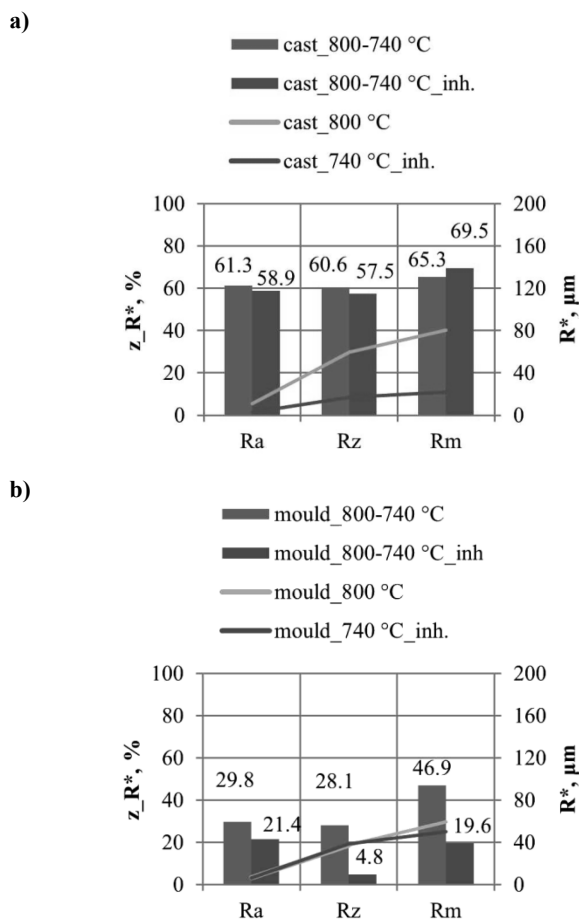 a)
cast_800-740 °C
cast_800-740 °C_inh.
cast_800 °C
cast_740 °C_inh.
100 200
69.5
80 61.3 58.9 60.6 57.5 65.3 160
60 120
40 80
20 40
0 0
z_R*, %
R*, µm
Ra Rz Rm
b)
mould_800-740 °C
mould_800-740 °C_inh
mould_800 °C
mould_740 °C_inh.
100 200
80 160
60 46.9 120
40 29.8 28.1 80
20 21.4 4.8 19.6 40
0 0
z_R*, %
R*, µm
Ra Rz Rm